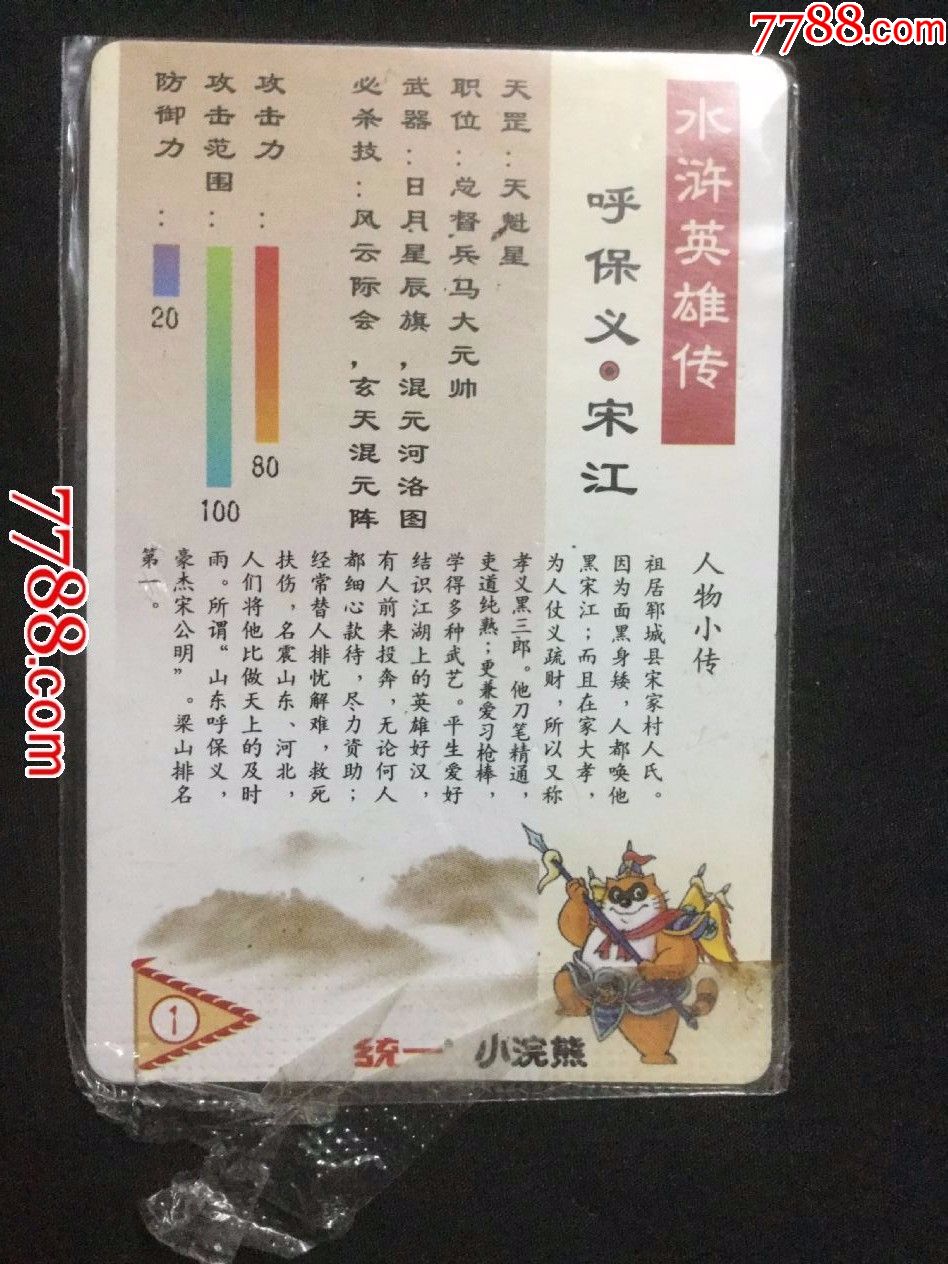 7788.com
7788.com
水浒英雄传
呼保义·宋江
天罡:天魁星
职位:总督兵马大元帅
武器:日月星辰旗,混元河洛图
必杀技:风云际会,玄天混元阵
攻击力:
80
攻击范围:
100
防御力:
20
人物小传
祖居郓城县宋家村人氏。
因为面黑身矮,人都唤他
黑宋江;而且在家大孝,
为人仗义疏财,所以又称
孝义黑三郎。他刀笔精通,
吏道纯熟;更兼爱习枪棒,
学得多种武艺。平生爱好
结识江湖上的英雄好汉,
有人前来投奔,无论何人
都细心款待,尽力资助;
经常替人排忧解难,救死
扶伤,名震山东、河北,
人们将他比做天上的及时
雨。所谓“山东呼保义,
豪杰宋公明”。梁山排名
第一。
1
统一® 小浣熊